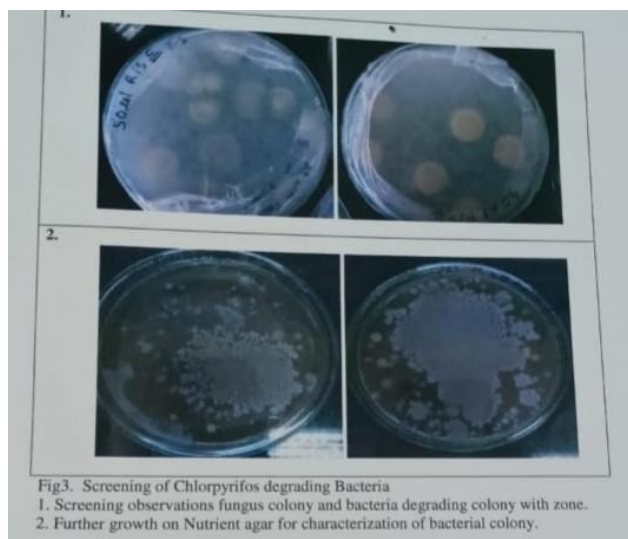 1.
50µl
2.
Fig3. Screening of Chlorpyrifos degrading Bacteria
1. Screening observations fungus colony and bacteria degrading colony with zone.
2. Further growth on Nutrient agar for characterization of bacterial colony.